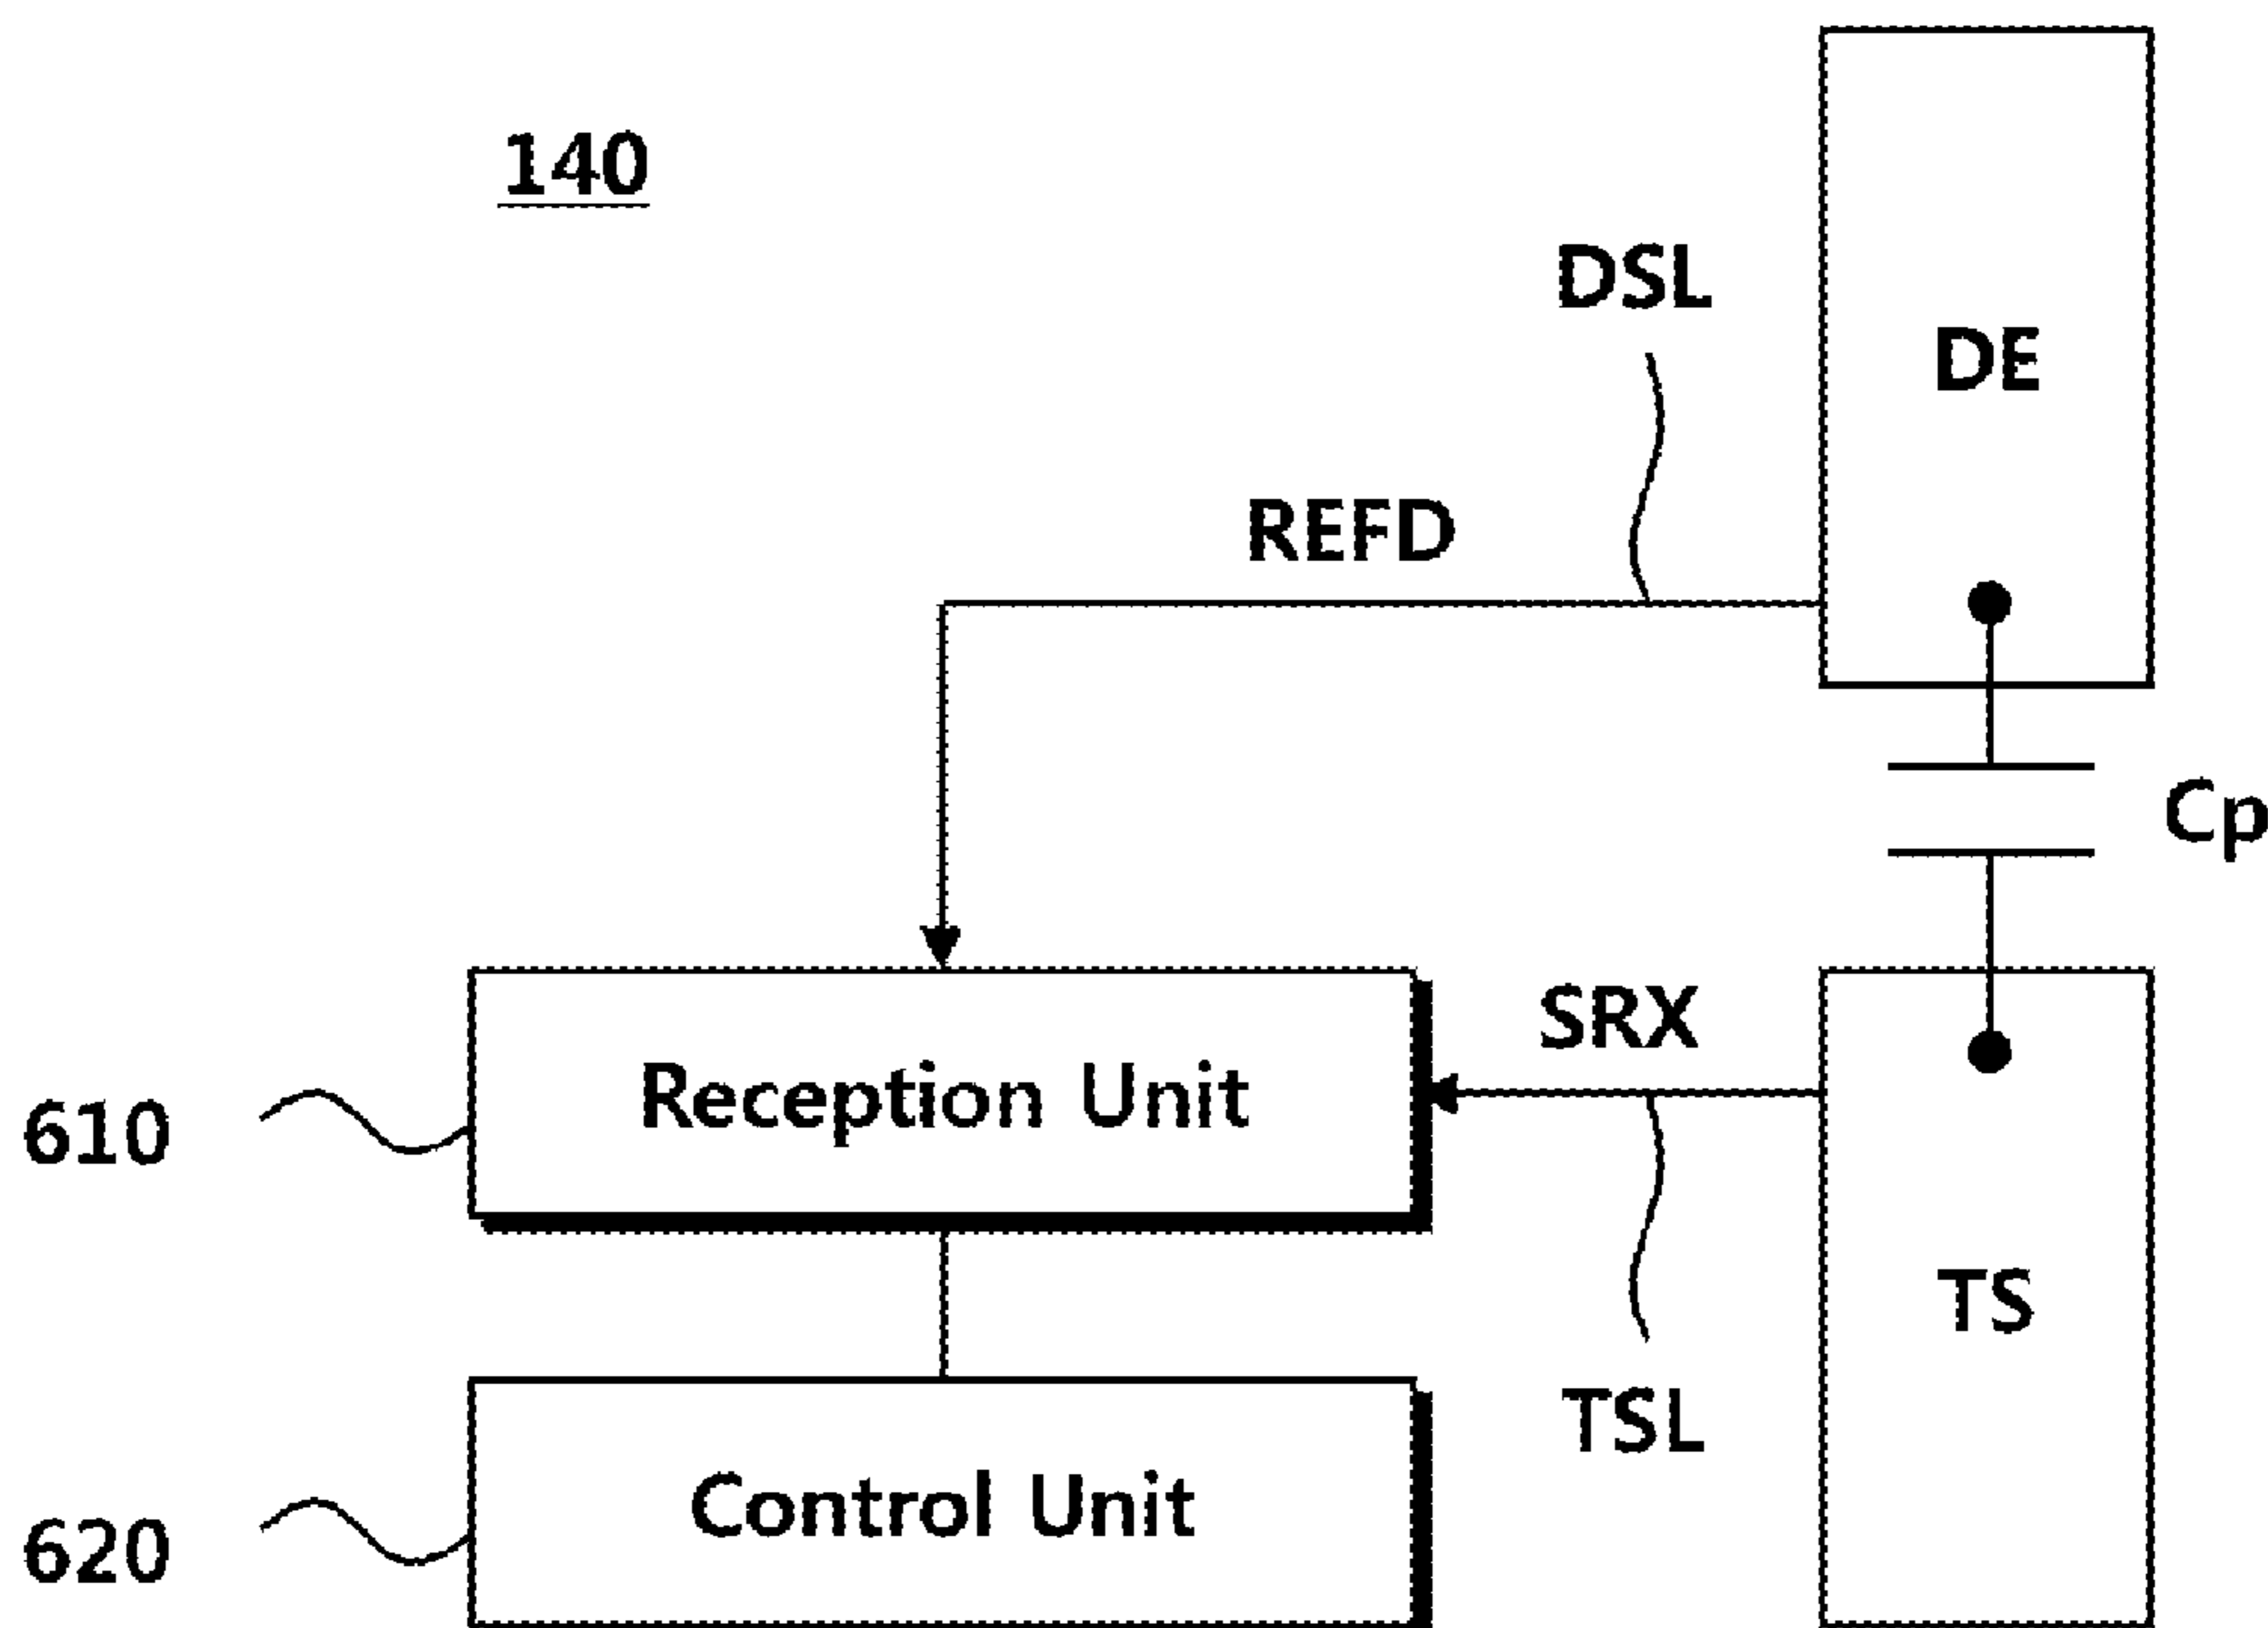 140
DSL
DE
REFD
Cp
SRX
Reception Unit
610
TS
TSL
Control Unit
620